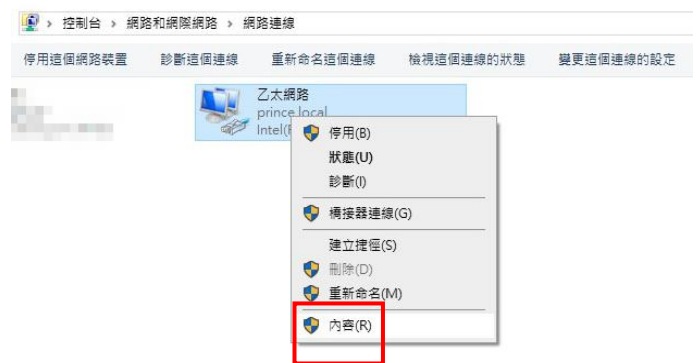 控制台 › 網路和網際網路 › 網路連線
停用這個網路裝置 診斷這個連線 重新命名這個連線 檢視這個連線的狀態 變更這個連線的設定
乙太網路
prince.local
Intel(
停用(B)
狀態(U)
診斷(I)
橋接器連線(G)
建立捷徑(S)
刪除(D)
重新命名(M)
內容(R)